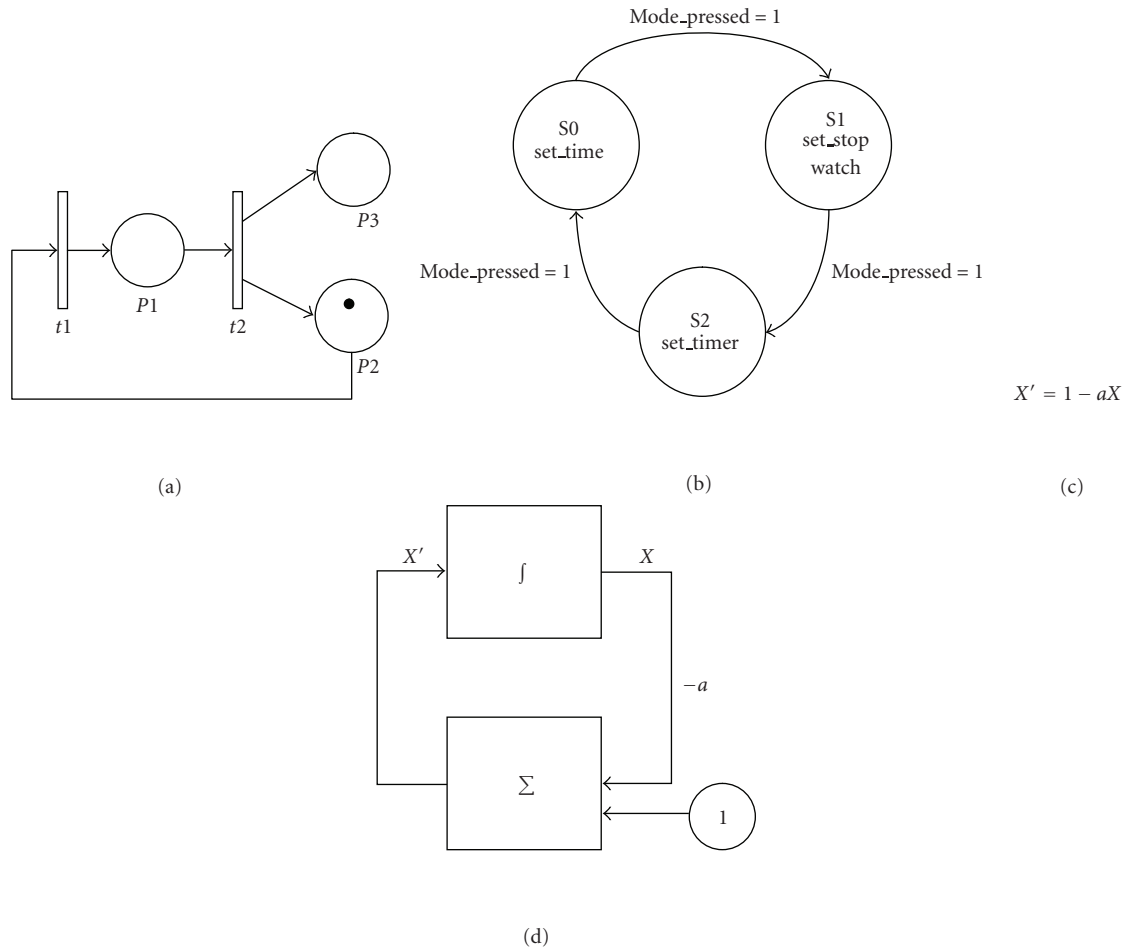 Mode_pressed = 1
S0
set_time
S1
set_stop
watch
P3
P1
t1
t2
P2
Mode_pressed = 1
Mode_pressed = 1
S2
set_timer
X′ = 1 − aX
(a)
(b)
(c)
X′
∫
X
−a
Σ
1
(d)